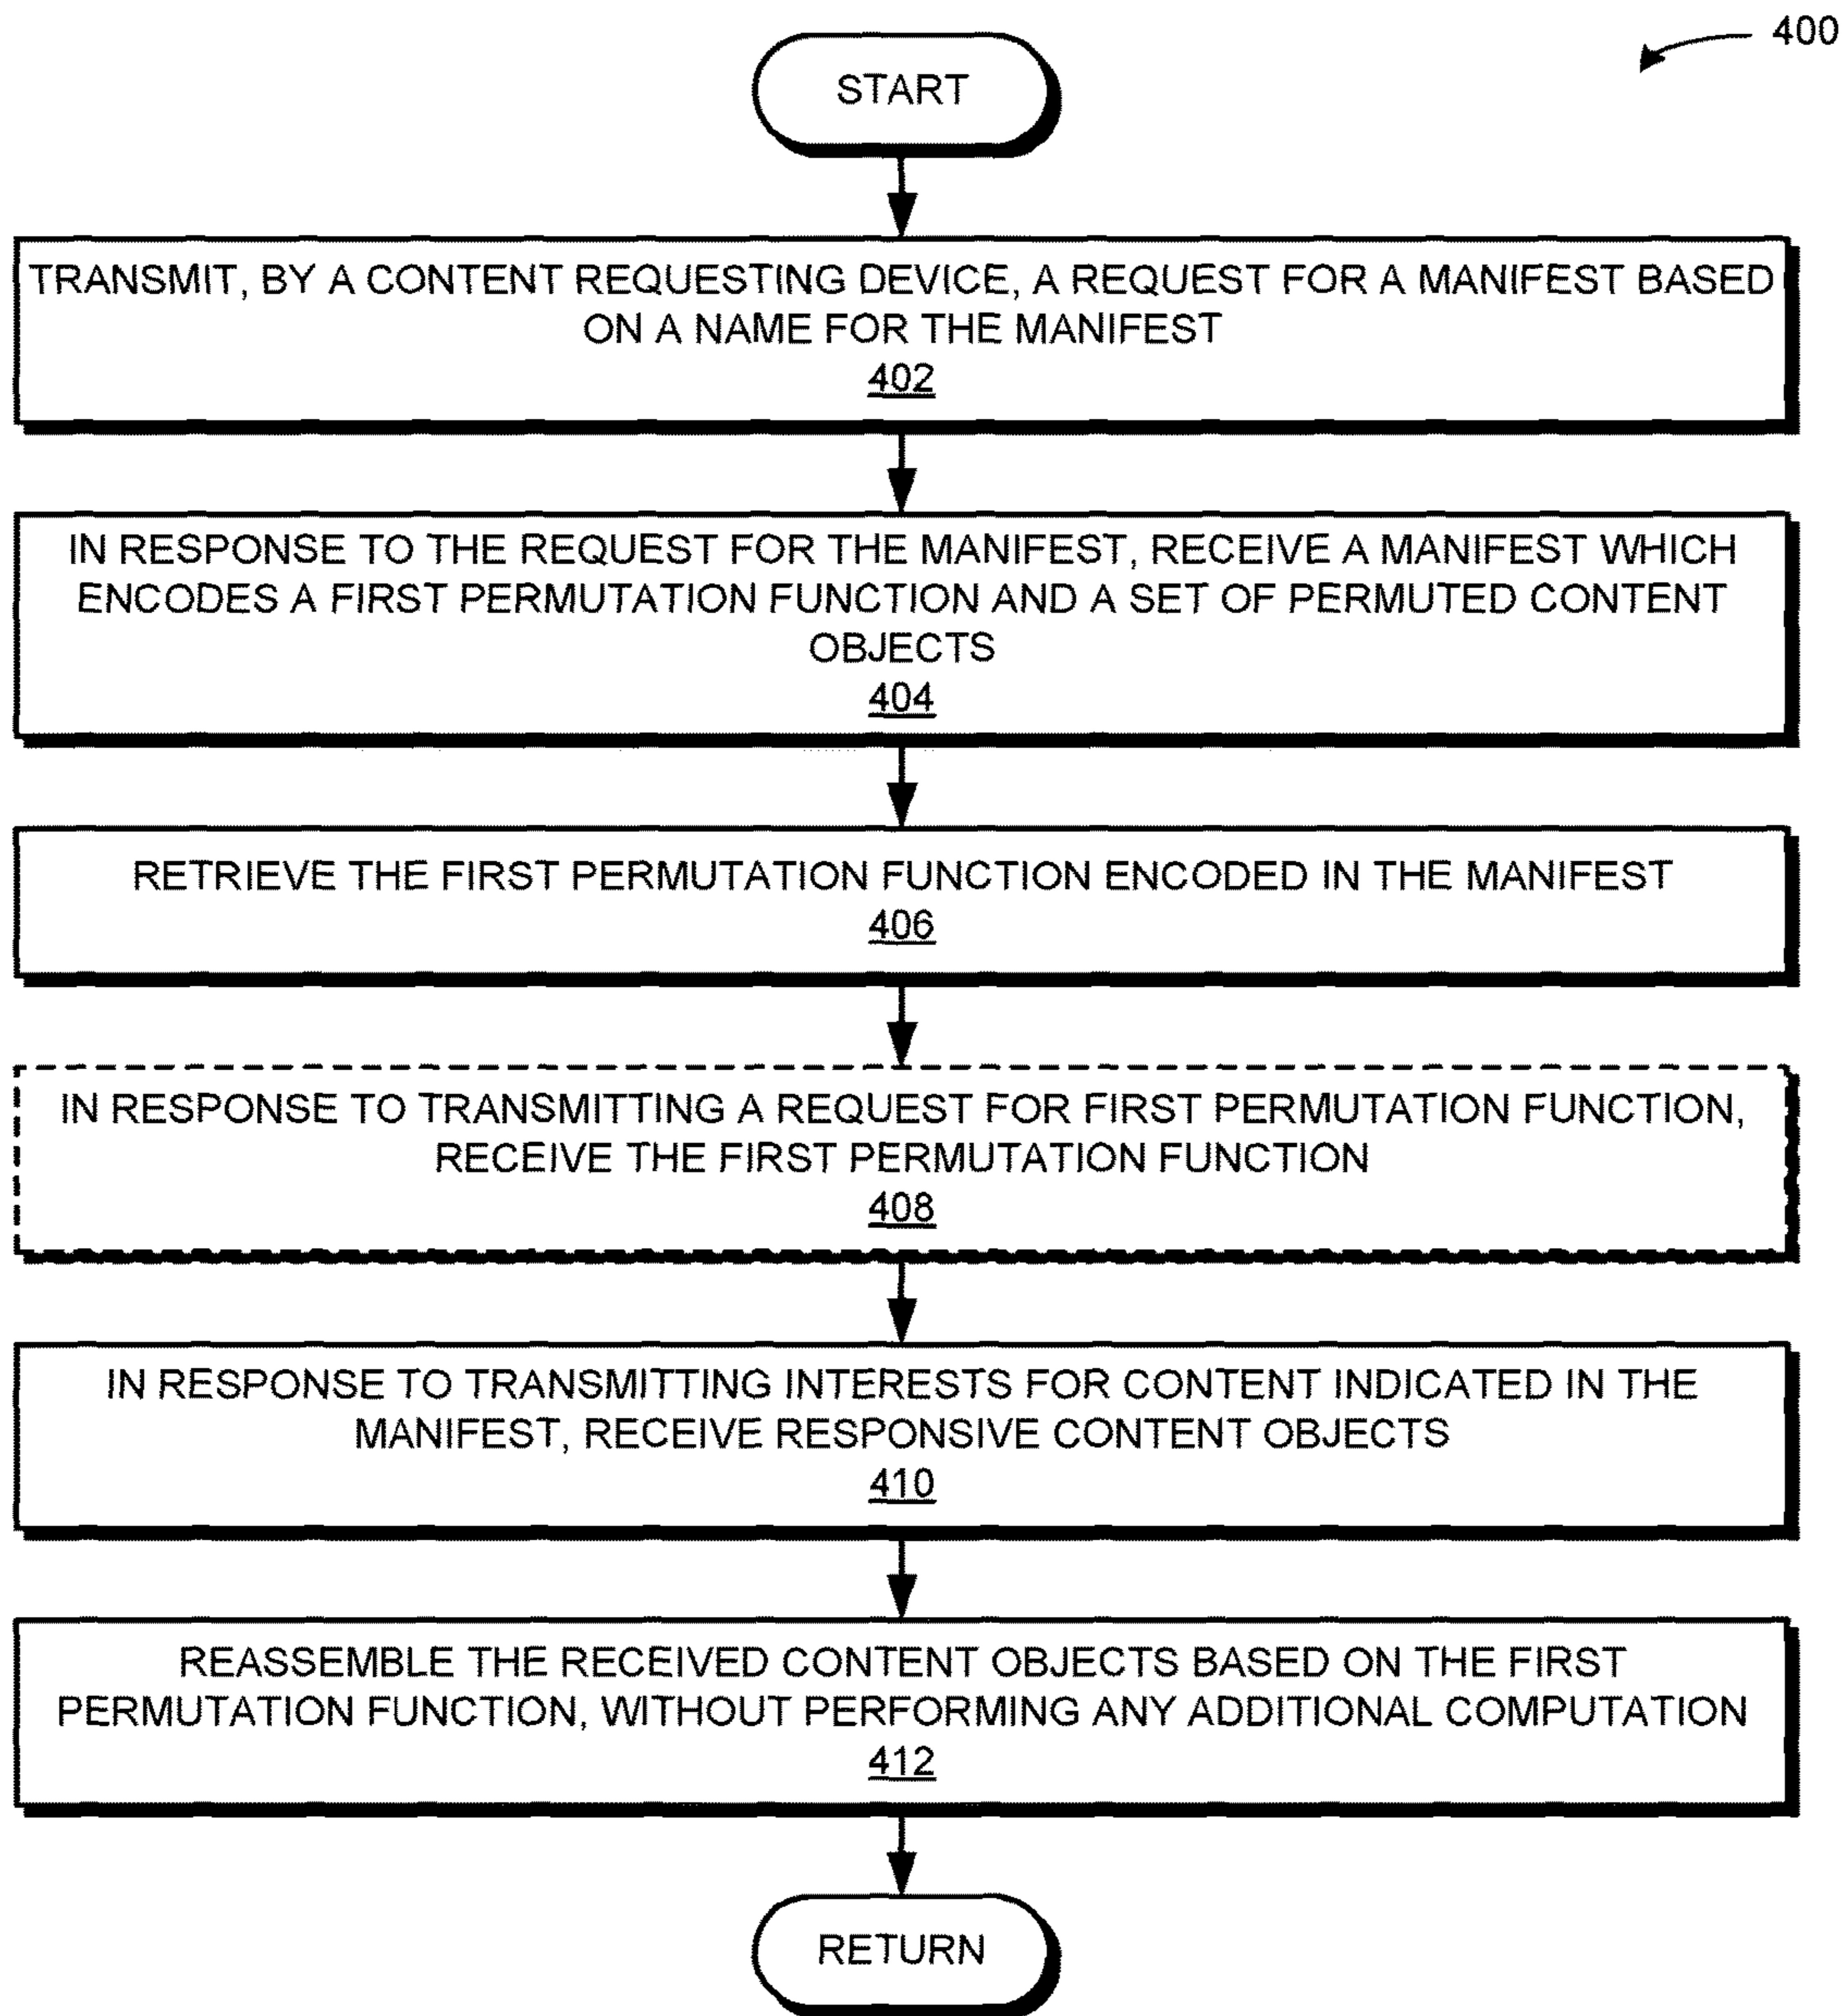 400
START
TRANSMIT, BY A CONTENT REQUESTING DEVICE, A REQUEST FOR A MANIFEST BASED
ON A NAME FOR THE MANIFEST
402
IN RESPONSE TO THE REQUEST FOR THE MANIFEST, RECEIVE A MANIFEST WHICH
ENCODES A FIRST PERMUTATION FUNCTION AND A SET OF PERMUTED CONTENT
OBJECTS
404
RETRIEVE THE FIRST PERMUTATION FUNCTION ENCODED IN THE MANIFEST
406
IN RESPONSE TO TRANSMITTING A REQUEST FOR FIRST PERMUTATION FUNCTION,
RECEIVE THE FIRST PERMUTATION FUNCTION
408
IN RESPONSE TO TRANSMITTING INTERESTS FOR CONTENT INDICATED IN THE
MANIFEST, RECEIVE RESPONSIVE CONTENT OBJECTS
410
REASSEMBLE THE RECEIVED CONTENT OBJECTS BASED ON THE FIRST
PERMUTATION FUNCTION, WITHOUT PERFORMING ANY ADDITIONAL COMPUTATION
412
RETURN